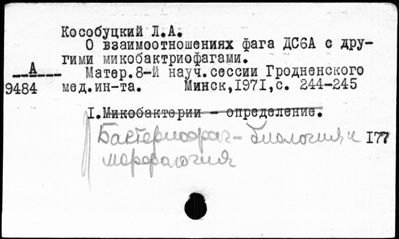 Кособуцкий Л.А.
О взаимоотношениях фага ДС6А с дру-
гими микобактриофагами.
А
Матер.8-й науч.сессии Гродненского
9484
мед.ин-та. Минск,1971,с. 244-245
I.Микобактерии - определение.
Бактериофаг - биология и 177
морфология